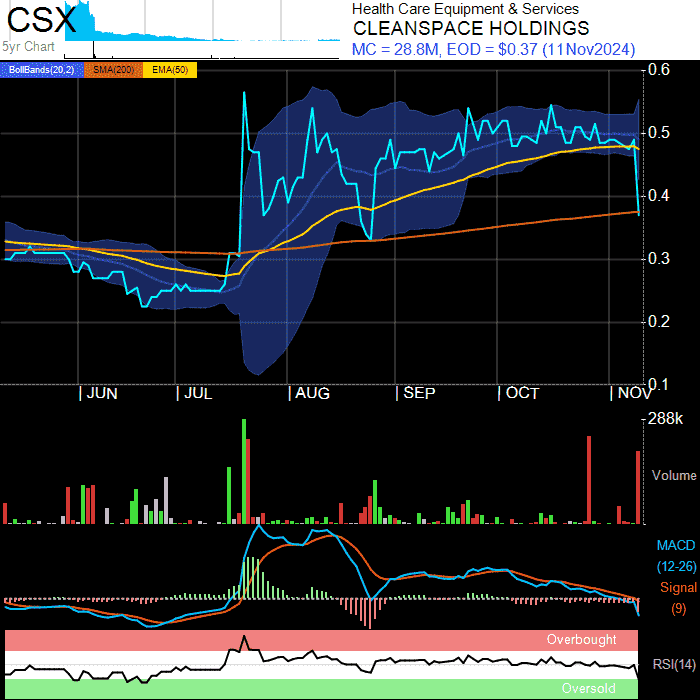 CSX
5yr Chart
Health Care Equipment & Services
CLEANSPACE HOLDINGS
MC = 28.8M, EOD = $0.37 (11Nov2024)
BollBands(20,2) SMA(200) EMA(50)
0.6
0.5
0.4
0.3
0.2
0.1
JUN JUL AUG SEP OCT NOV
288k
Volume
MACD
(12-26)
Signal
(9)
Overbought
RSI(14)
Oversold